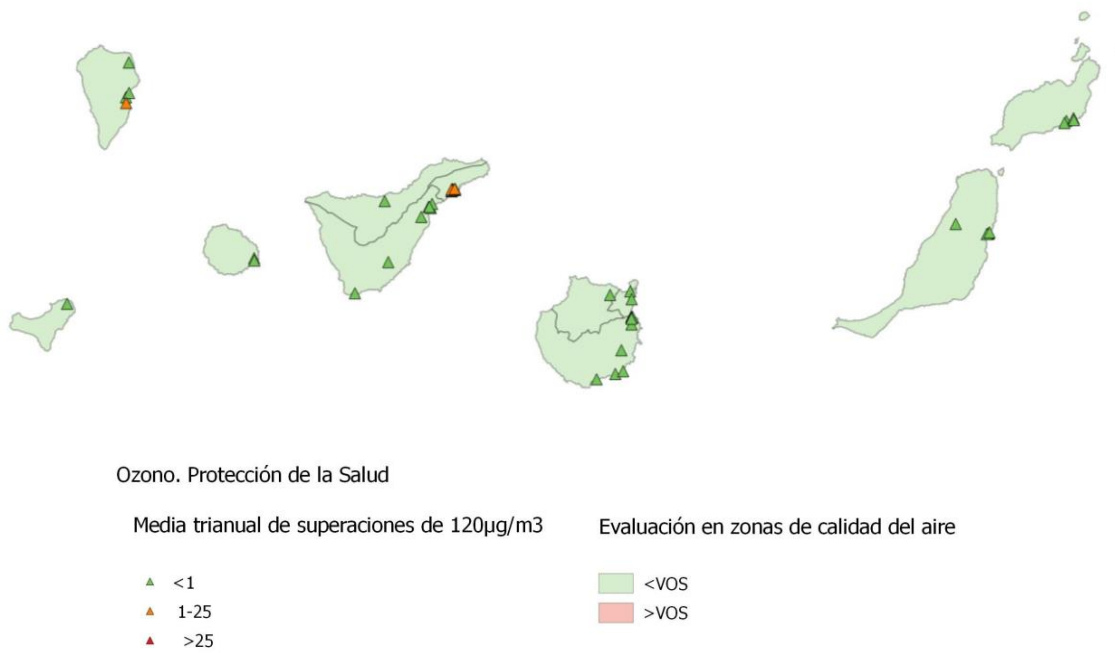 Ozono. Protección de la Salud
Media trianual de superaciones de 120µg/m3
<1
1-25
>25
Evaluación en zonas de calidad del aire
<VOS
>VOS